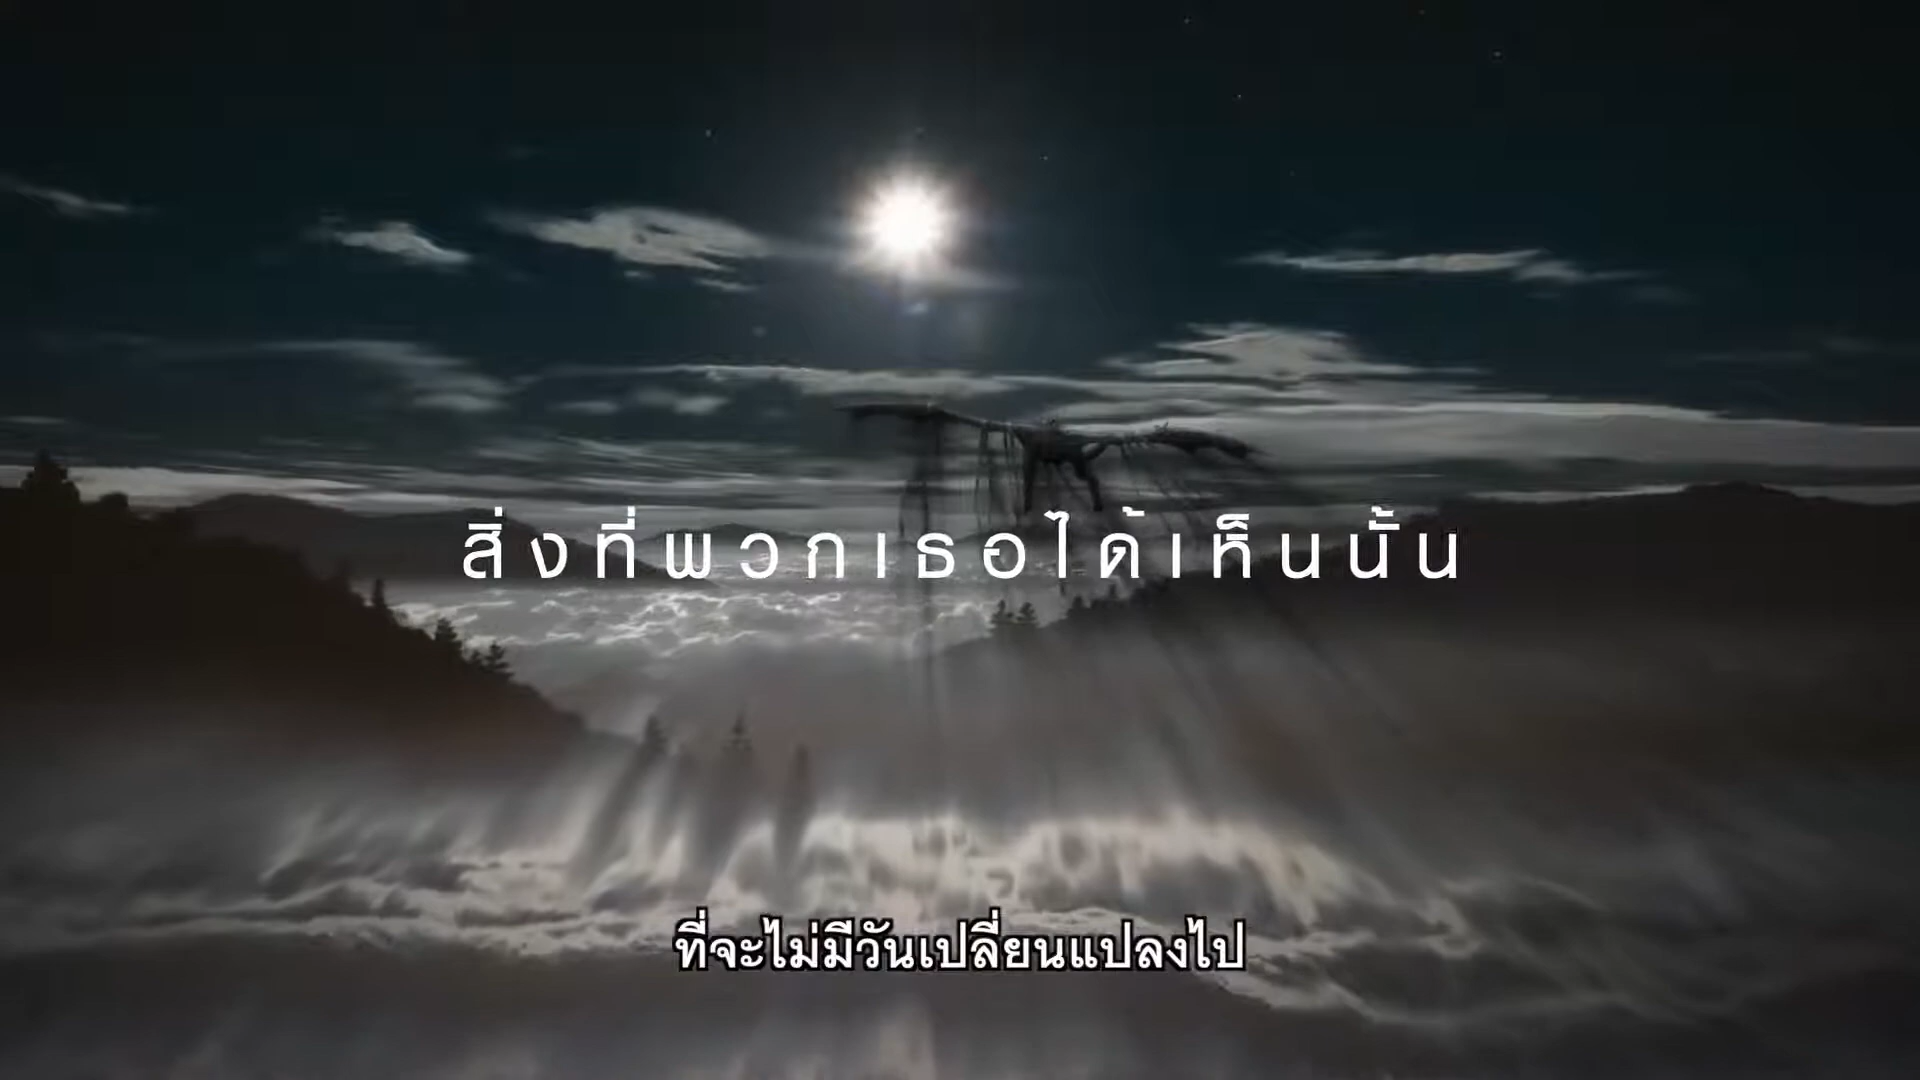 สิ่งที่พวกเธอได้เห็นนั้น
ที่จะไม่มีวันเปลี่ยนแปลงไป